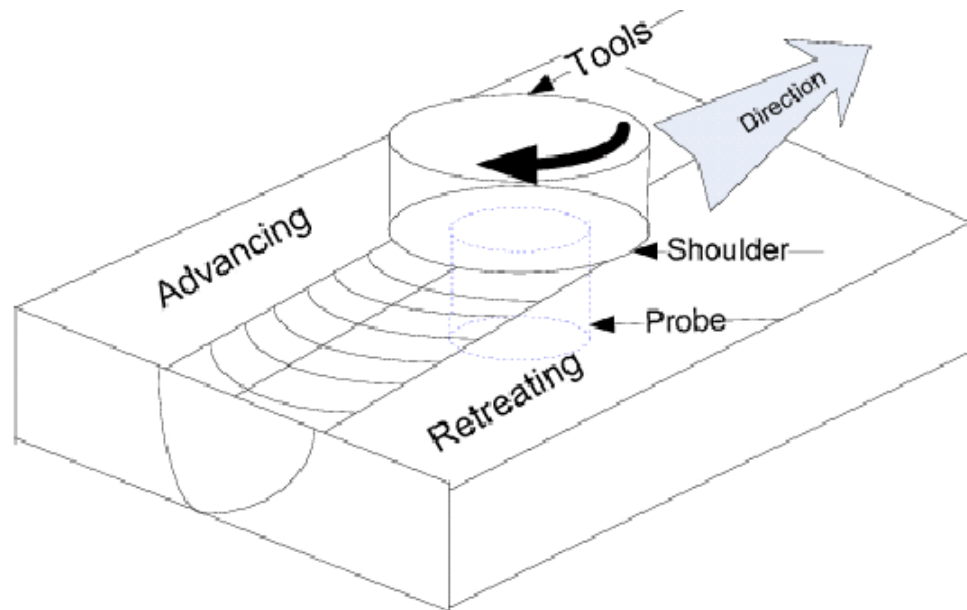 Tools
Direction
Advancing
Shoulder
Probe
Retreating